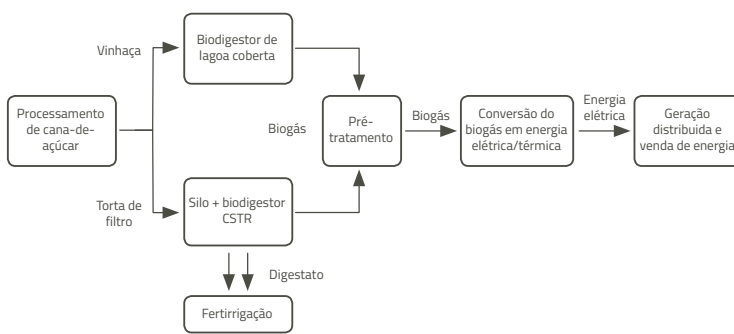 Vinhaça
Biodigestor de
lagoa coberta
Processamento
de cana-de-
açúcar
Biogás
Pré-
tratamento
Biogás
Conversão do
biogás em energia
elétrica/térmica
Energia
elétrica
Geração
distribuida e
venda de energia
Torta de
filtro
Silo + biodigestor
CSTR
Digestato
Fertirrigação